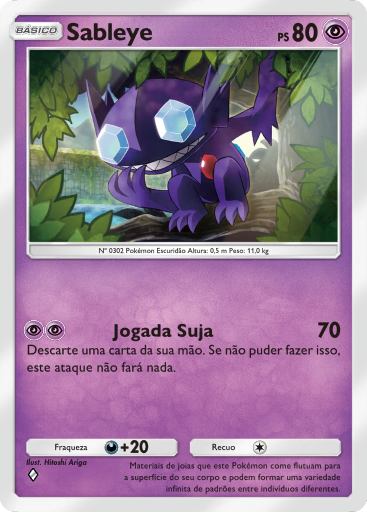 BÁSICO Sableye PS 80
Nº 0302 Pokémon Escuridão Altura: 0,5 m Peso: 11,0 kg
Jogada Suja 70
Descarte uma carta da sua mão. Se não puder fazer isso,
este ataque não fará nada.
Fraqueza +20 Recuo
Ilust. Hitoshi Ariga
Materiais de joias que este Pokémon come flutuam para
a superfície do seu corpo e podem formar uma variedade
infinita de padrões entre indivíduos diferentes.